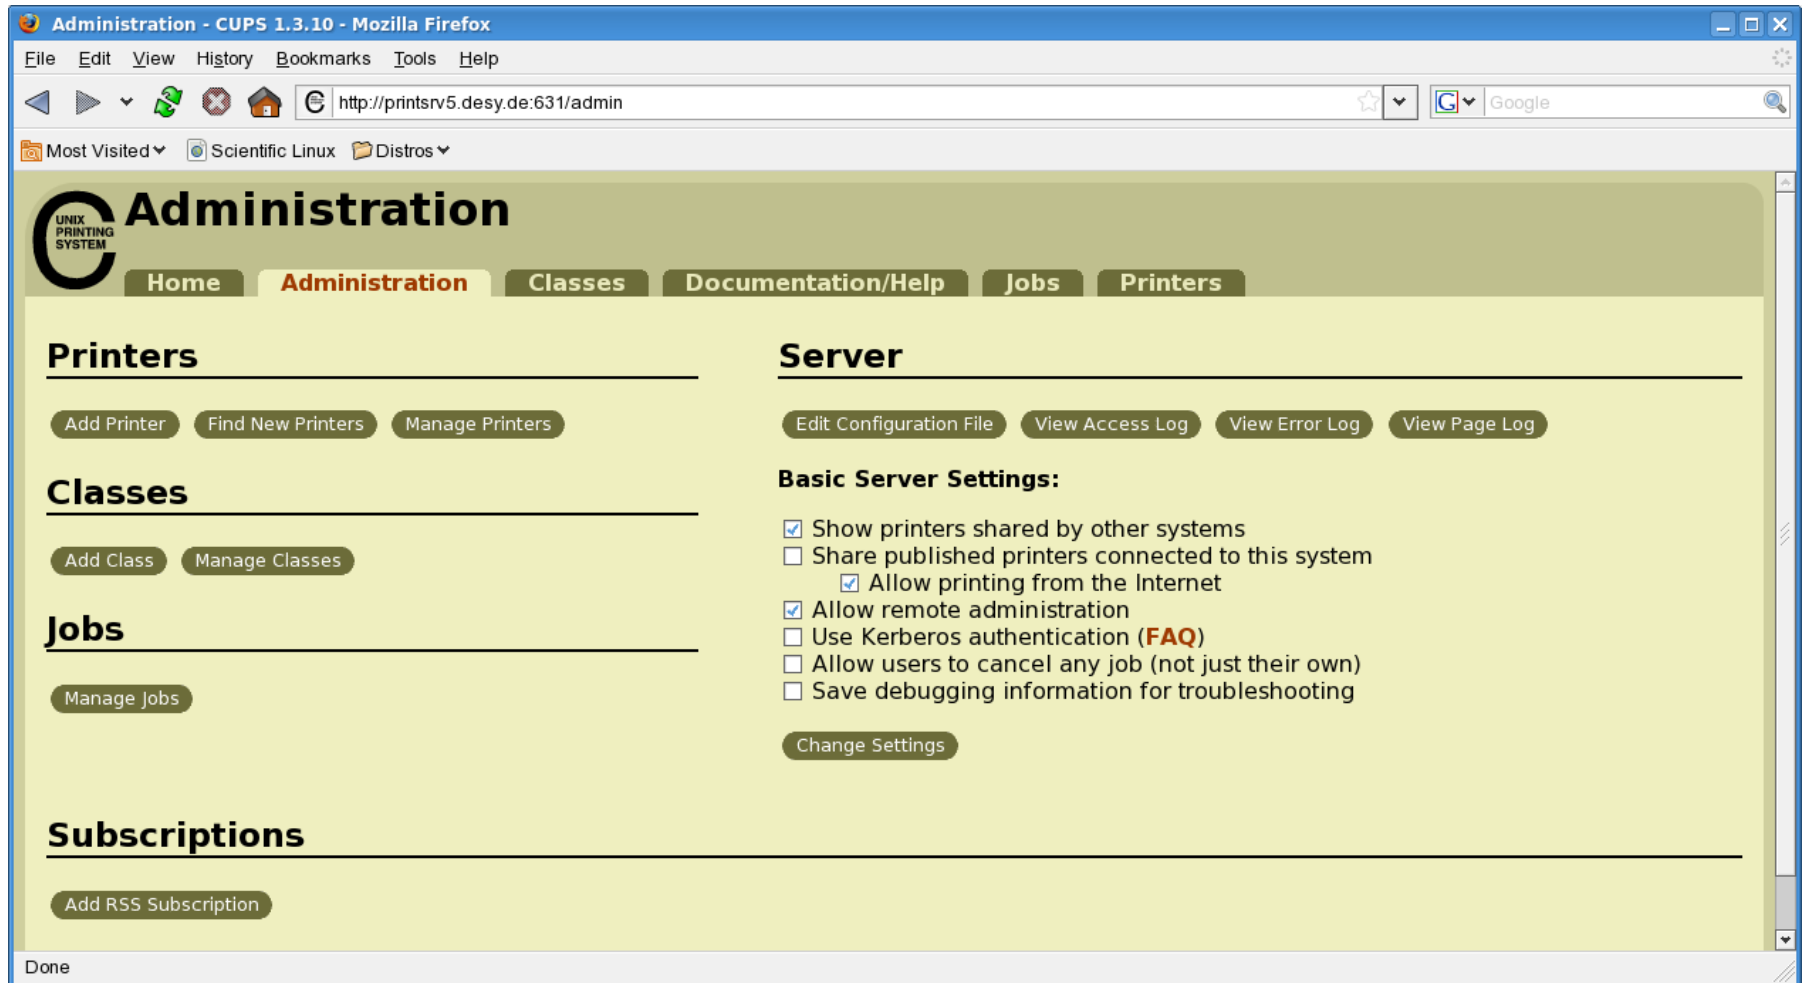 Administration - CUPS 1.3.10 - Mozilla Firefox
File Edit View History Bookmarks Tools Help
http://printsrv5.desy.de:631/admin
Google
Most Visited Scientific Linux Distros
UNIX
PRINTING
SYSTEM
Administration
Home Administration Classes Documentation/Help Jobs Printers
Printers
Add Printer Find New Printers Manage Printers
Classes
Add Class Manage Classes
Jobs
Manage Jobs
Server
Edit Configuration File View Access Log View Error Log View Page Log
Basic Server Settings:
Show printers shared by other systems
Share published printers connected to this system
Allow printing from the Internet
Allow remote administration
Use Kerberos authentication (FAQ)
Allow users to cancel any job (not just their own)
Save debugging information for troubleshooting
Change Settings
Subscriptions
Add RSS Subscription
Done